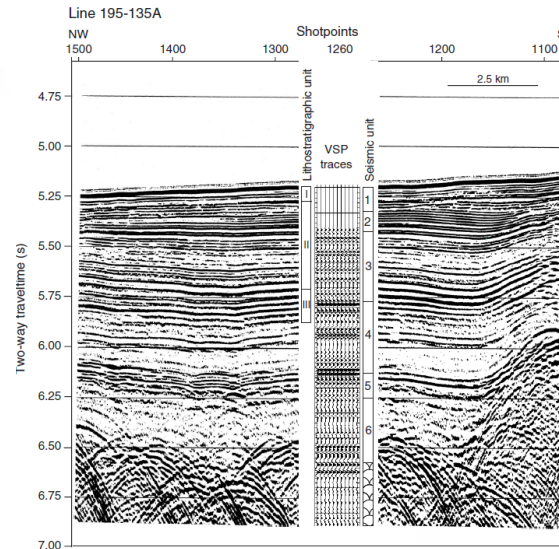 Line 195-135A
NW
Shotpoints
1500 1400 1300 1260 1200 1100
2.5 km
Lithostratigraphic unit
VSP
traces
Seismic unit
Two-way traveltime (s)
4.75
5.00
5.25
5.50
5.75
6.00
6.25
6.50
6.75
7.00
I
II
III
1
2
3
4
5
6